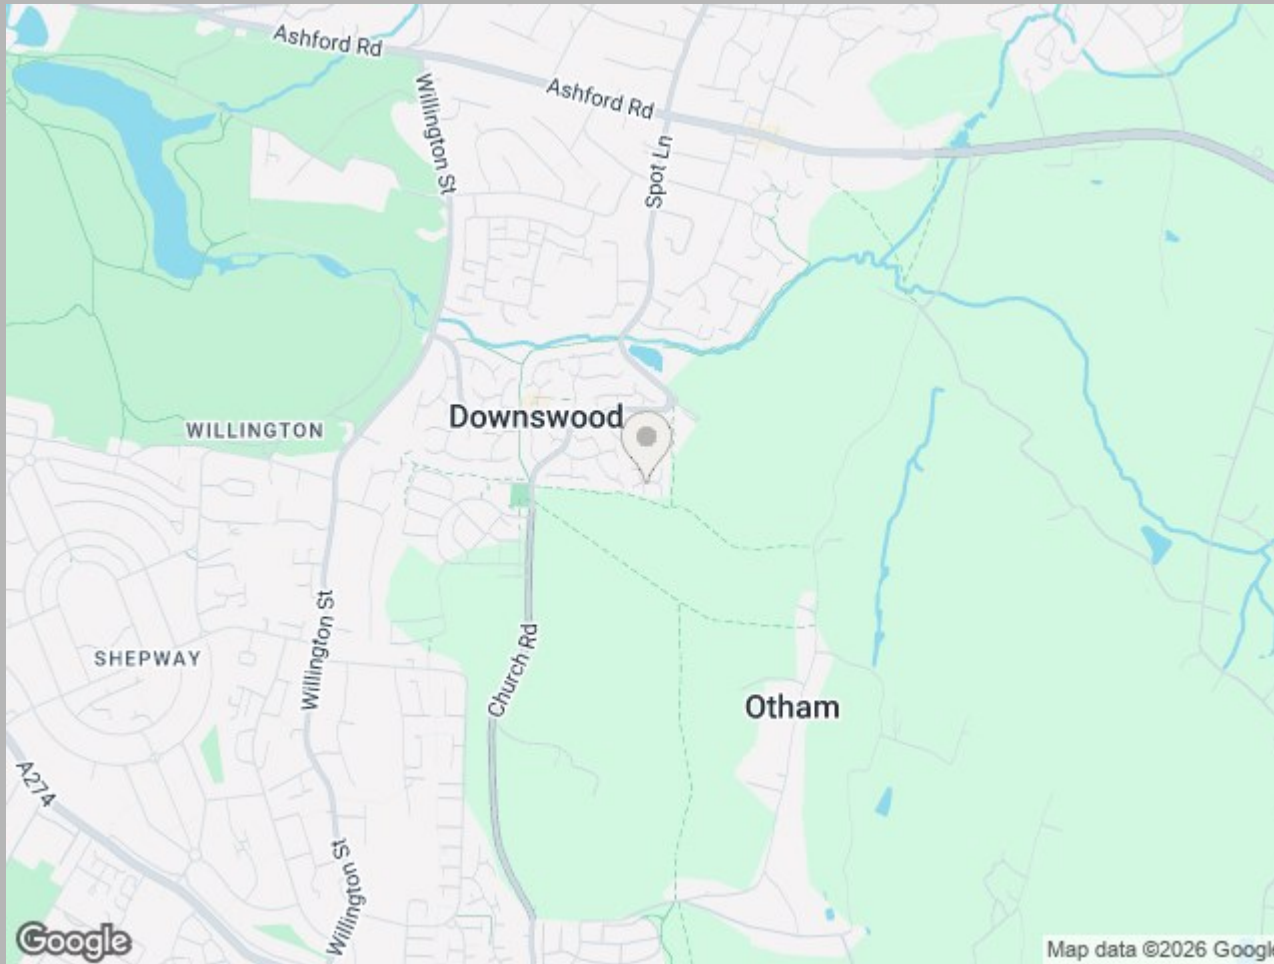 Ashford Rd
Ashford Rd
Willington St
Spot Ln
Downswood
WILLINGTON
Willington St
SHEPWAY
Church Rd
Otham
A274
Willington St
Google
Map data ©2026 Google